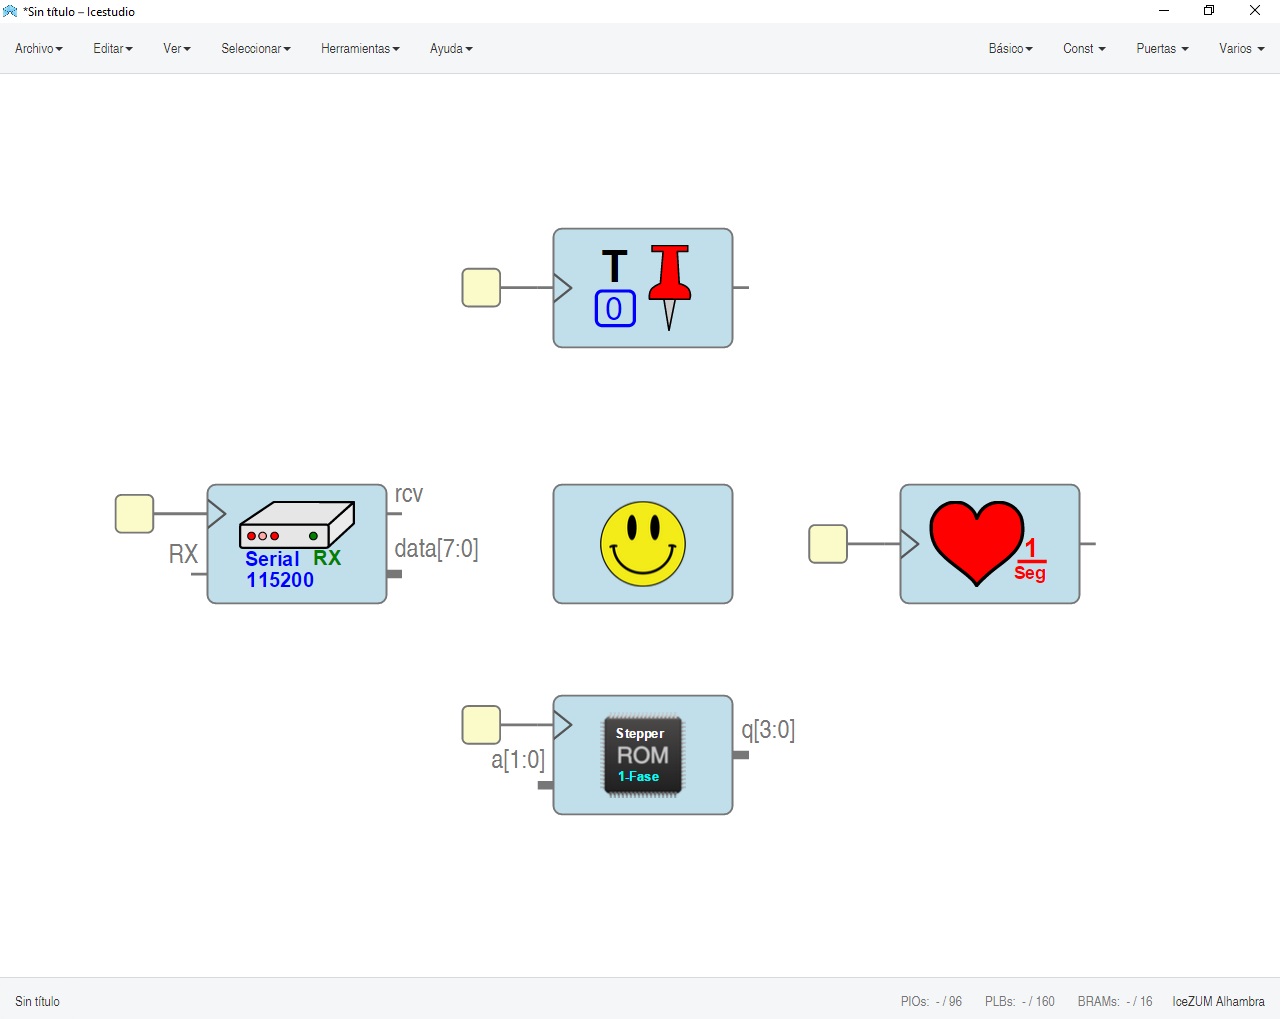 *Sin título – Icestudio
Archivo Editar Ver Seleccionar Herramientas Ayuda Básico Const Puertas Varios
T
0
rcv
RX
data[7:0]
Serial RX
115200
1
Seg
a[1:0]
Stepper
ROM
1-Fase
q[3:0]
Sin título PIOs: - / 96 PLBs: - / 160 BRAMs: - / 16 IceZUM Alhambra